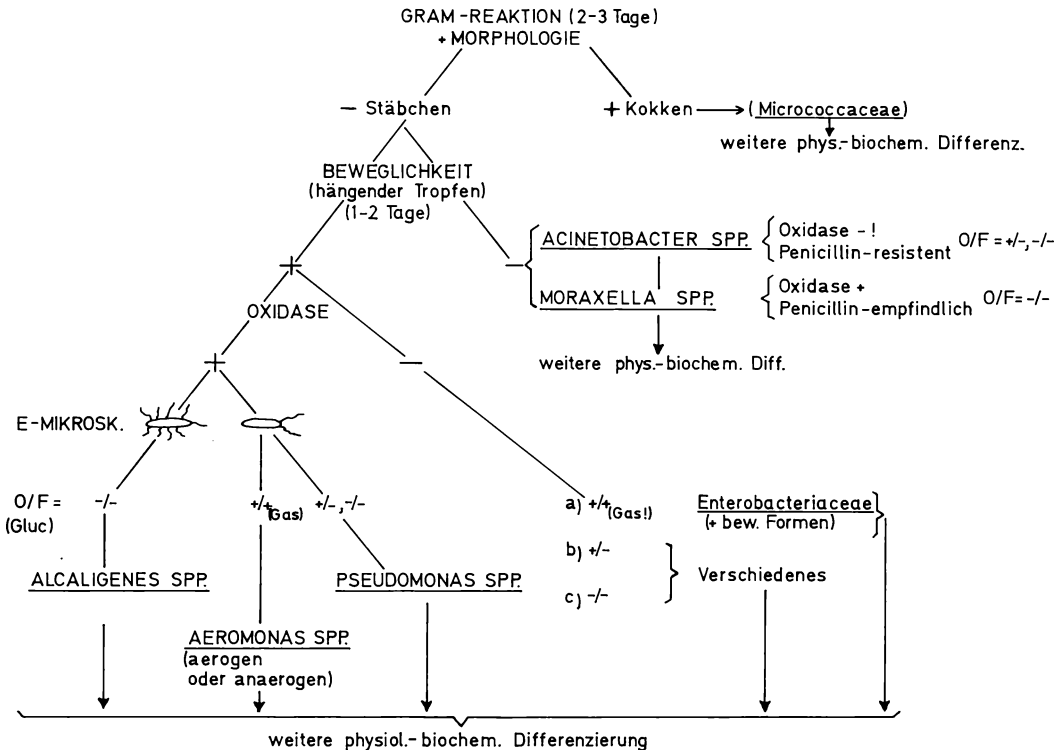 GRAM-REAKTION (2-3 Tage)
+ MORPHOLOGIE
− Stäbchen
+ Kokken
(Micrococcaceae)
weitere phys.-biochem. Differenz.
BEWEGLICHKEIT
(hängender Tropfen)
(1-2 Tage)
+
−
ACINETOBACTER SPP.
Oxidase - !
Penicillin-resistent
O/F = +/-, -/-
MORAXELLA SPP.
Oxidase +
Penicillin-empfindlich
O/F = -/-
weitere phys.-biochem. Diff.
OXIDASE
+
−
E-MIKROSK.
O/F =
(Gluc)
-/-
+/+ (Gas)
+/-, -/-
a) +/+ (Gas!)
Enterobacteriaceae
(+ bew. Formen)
b) +/-
c) -/-
Verschiedenes
ALCALIGENES SPP.
PSEUDOMONAS SPP.
AEROMONAS SPP.
(aerogen
oder anaerogen)
weitere physiol.-biochem. Differenzierung